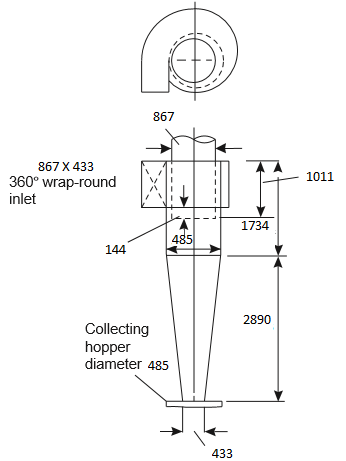 867
867 X 433
360° wrap-round
inlet
1011
1734
144
485
2890
Collecting
hopper
diameter 485
433